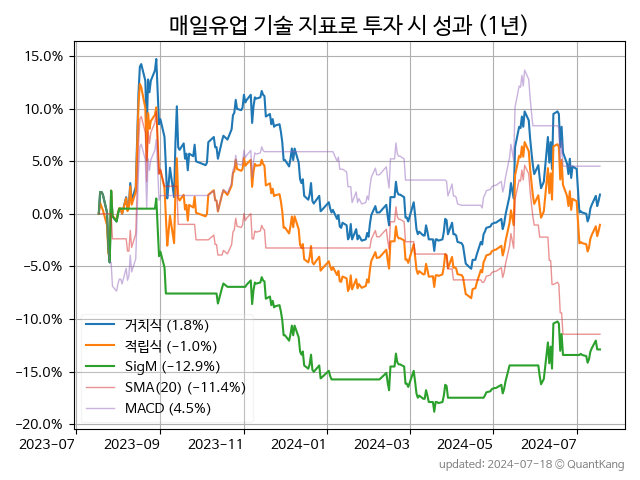 매일유업 기술 지표로 투자 시 성과 (1년)
15.0%
10.0%
5.0%
0.0%
−5.0%
−10.0%
−15.0%
−20.0%
거치식 (1.8%)
적립식 (−1.0%)
SigM (−12.9%)
SMA(20) (−11.4%)
MACD (4.5%)
2023-07 2023-09 2023-11 2024-01 2024-03 2024-05 2024-07
updated: 2024-07-18 © QuantKang